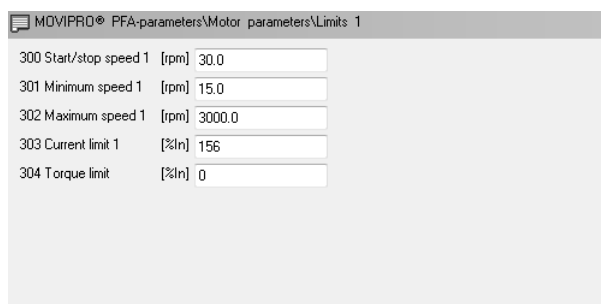 MOVIPRO® PFA-parameters\Motor parameters\Limits 1
300 Start/stop speed 1 [rpm] 30.0
301 Minimum speed 1 [rpm] 15.0
302 Maximum speed 1 [rpm] 3000.0
303 Current limit 1 [%In] 156
304 Torque limit [%In] 0